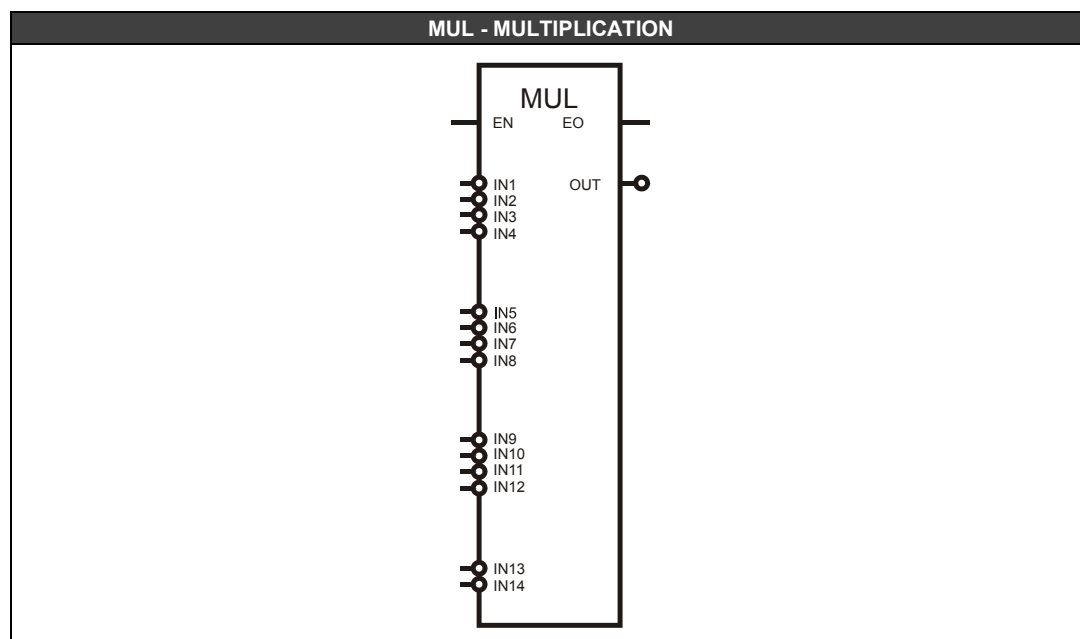 MUL - MULTIPLICATION
MUL
EN EO
IN1 OUT
IN2
IN3
IN4
IN5
IN6
IN7
IN8
IN9
IN10
IN11
IN12
IN13
IN14